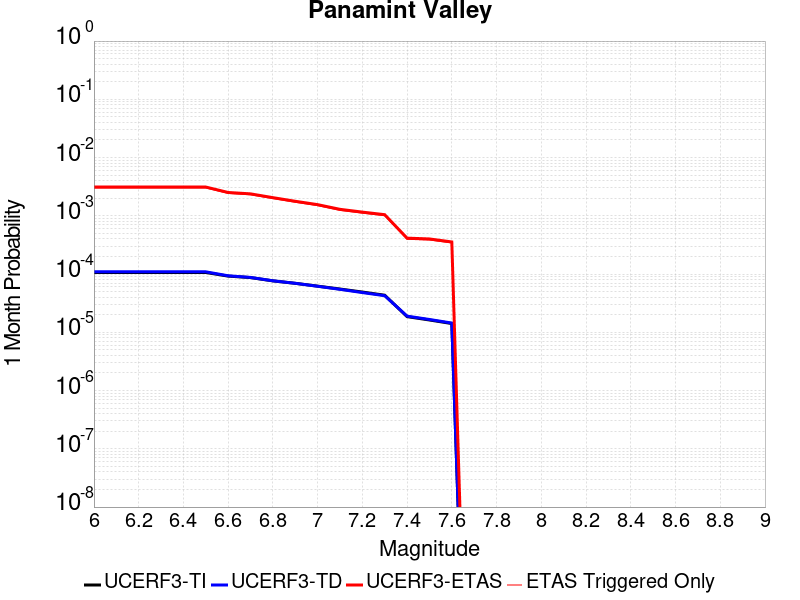 Panamint Valley
1 Month Probability
10^0
10^-1
10^-2
10^-3
10^-4
10^-5
10^-6
10^-7
10^-8
6 6.2 6.4 6.6 6.8 7 7.2 7.4 7.6 7.8 8 8.2 8.4 8.6 8.8 9
Magnitude
UCERF3-TI UCERF3-TD UCERF3-ETAS ETAS Triggered Only